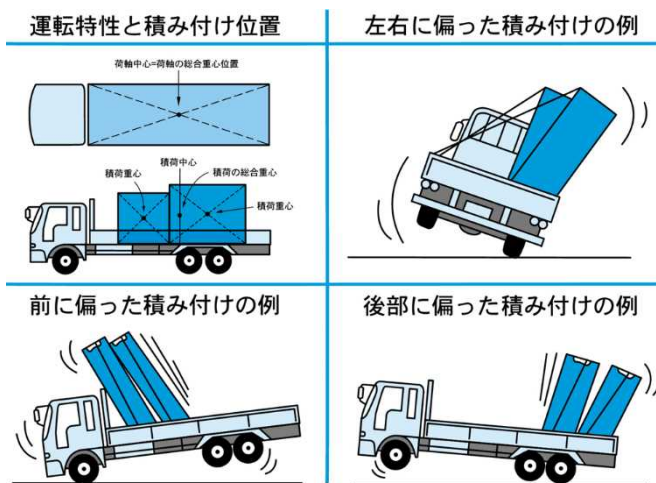 運転特性と積み付け位置
荷軸中心=荷軸の総合重心位置
積荷重心
積荷中心
積荷の総合重心
積荷重心
左右に偏った積み付けの例
前に偏った積み付けの例
後部に偏った積み付けの例